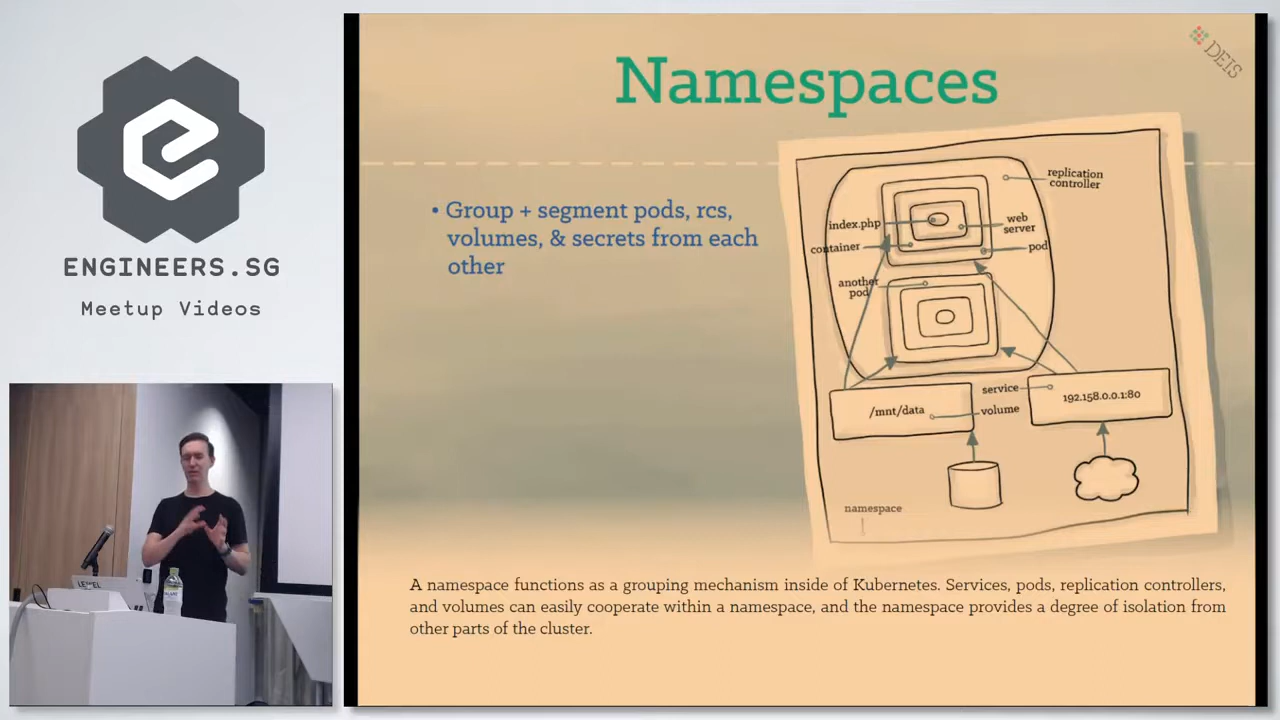 ENGINEERS.SG
Meetup Videos
DEIS
Namespaces
• Group + segment pods, rcs,
volumes, & secrets from each
other
replication
controller
index.php
web
server
container
pod
another
pod
service
192.158.0.0.1:80
/mnt/data
volume
namespace
A namespace functions as a grouping mechanism inside of Kubernetes. Services, pods, replication controllers,
and volumes can easily cooperate within a namespace, and the namespace provides a degree of isolation from
other parts of the cluster.